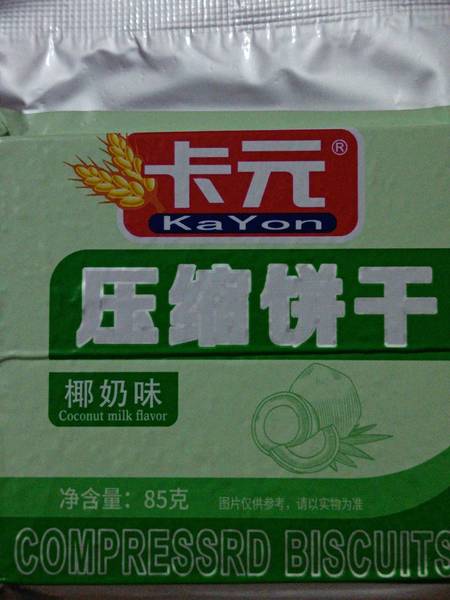 卡元®
KaYon
压缩饼干
椰奶味
Coconut milk flavor
净含量：85克
图片仅供参考，请以实物为准
COMPRESSRD BISCUITS